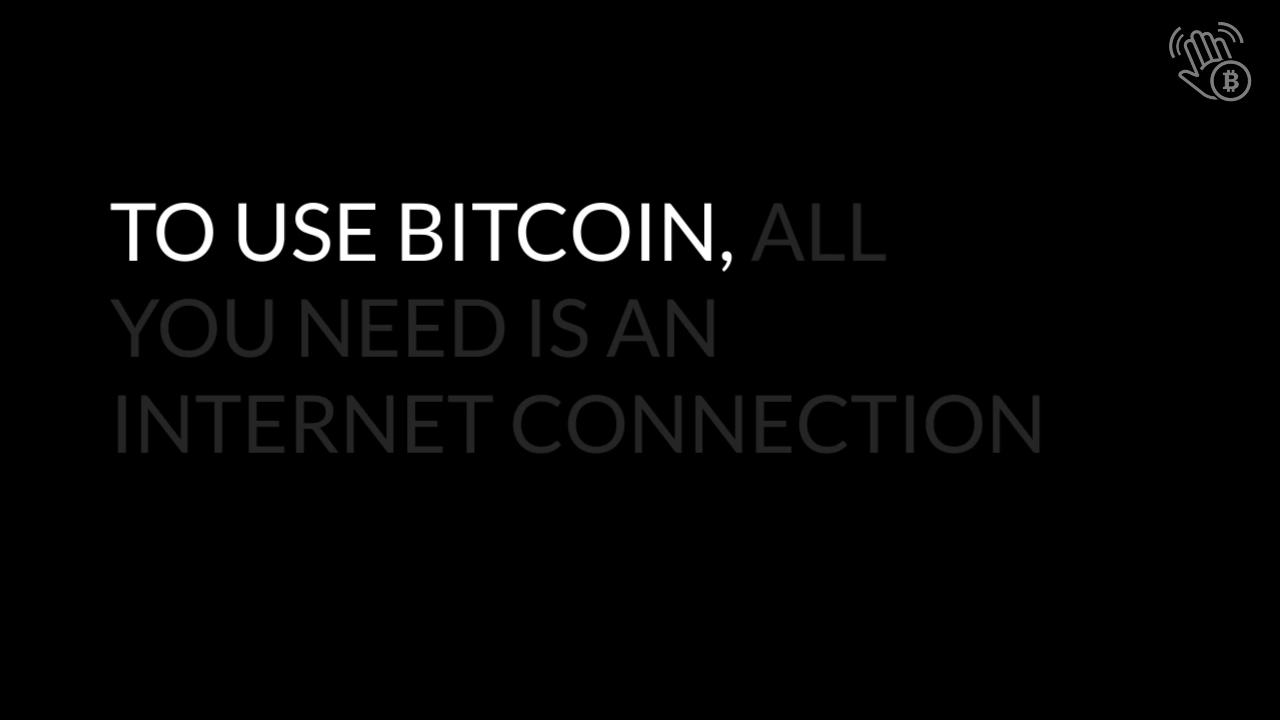 TO USE BITCOIN, ALL
YOU NEED IS AN
INTERNET CONNECTION